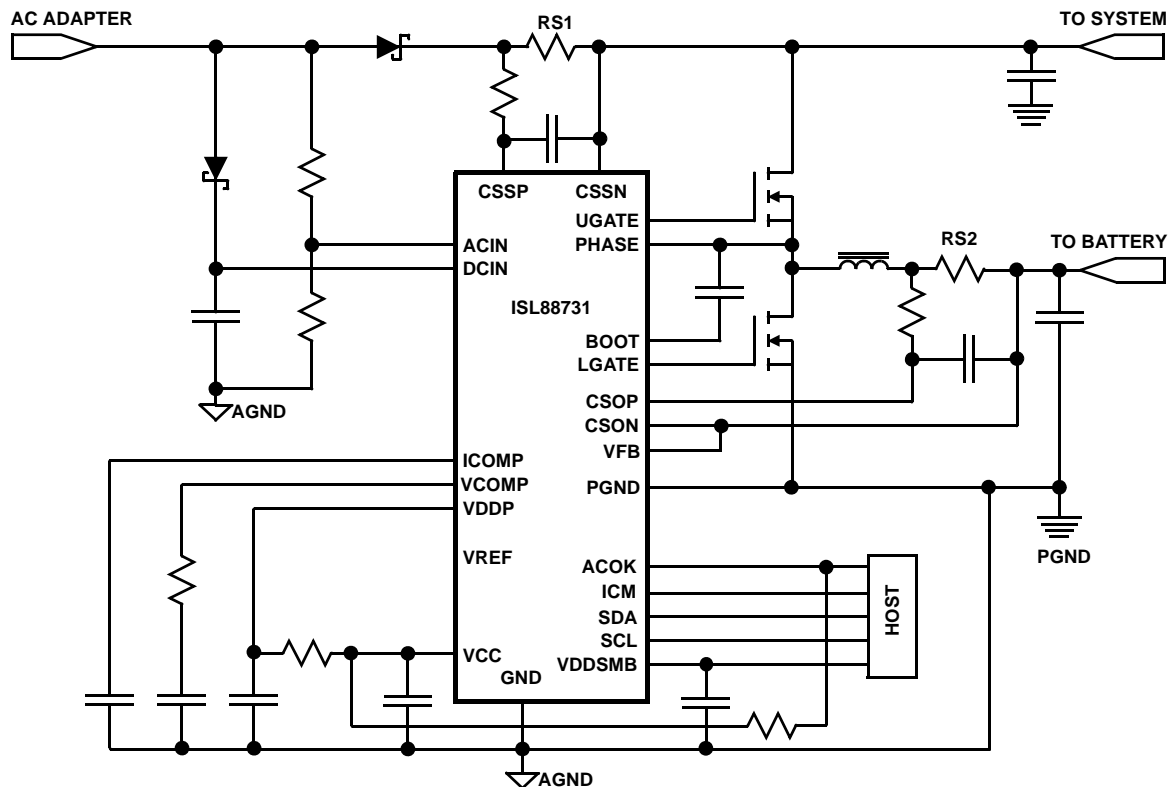 AC ADAPTER
RS1
TO SYSTEM
CSSP
CSSN
UGATE
PHASE
RS2
TO BATTERY
ACIN
DCIN
ISL88731
BOOT
LGATE
AGND
CSOP
CSON
VFB
ICOMP
VCOMP
VDDP
PGND
PGND
VREF
ACOK
ICM
SDA
SCL
VDDSMB
HOST
VCC
GND
AGND